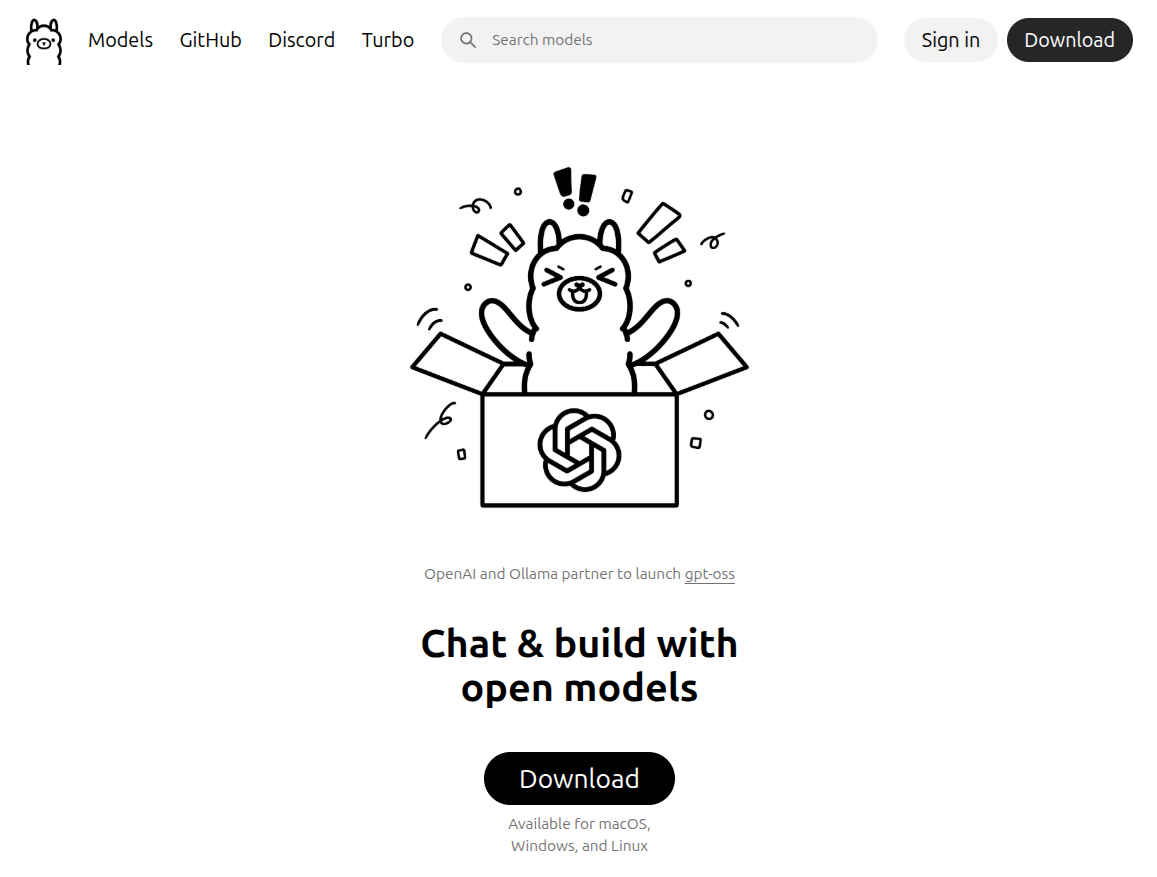 Models GitHub Discord Turbo Search models Sign in Download
!!
OpenAI and Ollama partner to launch gpt-oss
Chat & build with
open models
Download
Available for macOS,
Windows, and Linux